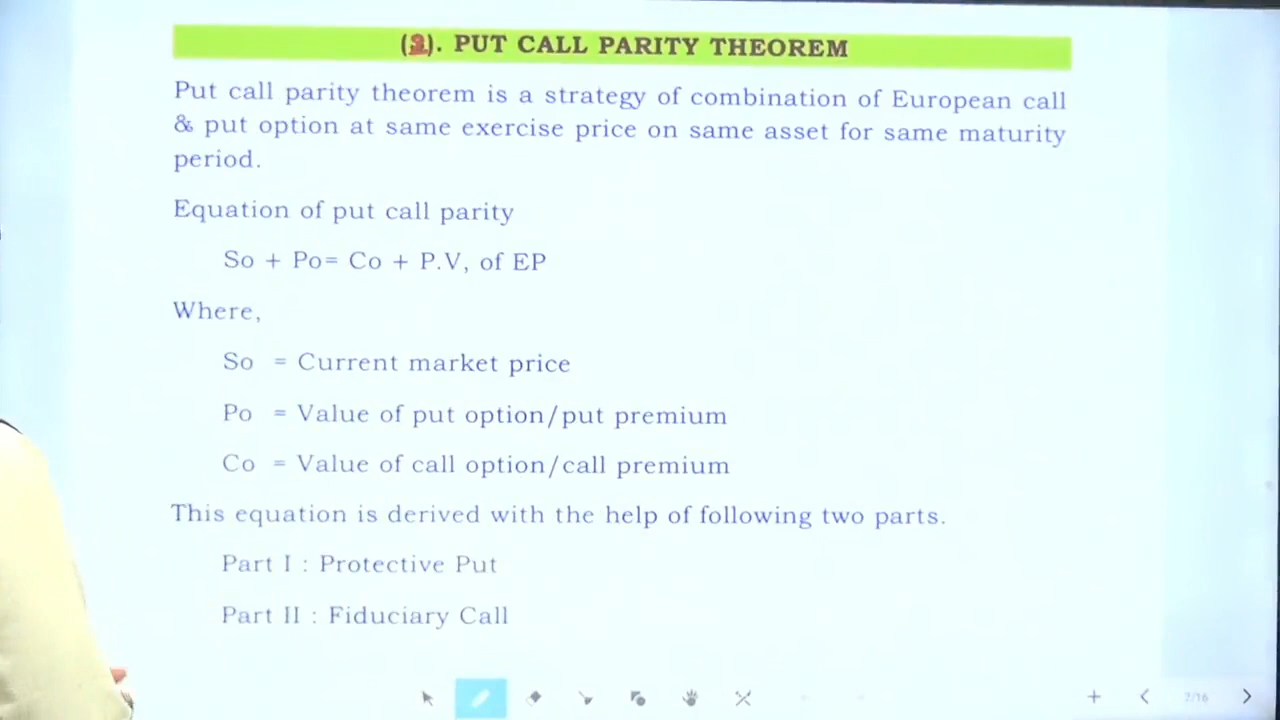 (2). PUT CALL PARITY THEOREM
Put call parity theorem is a strategy of combination of European call
& put option at same exercise price on same asset for same maturity
period.
Equation of put call parity
So + Po= Co + P.V, of EP
Where,
So = Current market price
Po = Value of put option/put premium
Co = Value of call option/call premium
This equation is derived with the help of following two parts.
Part I : Protective Put
Part II : Fiduciary Call
7/16